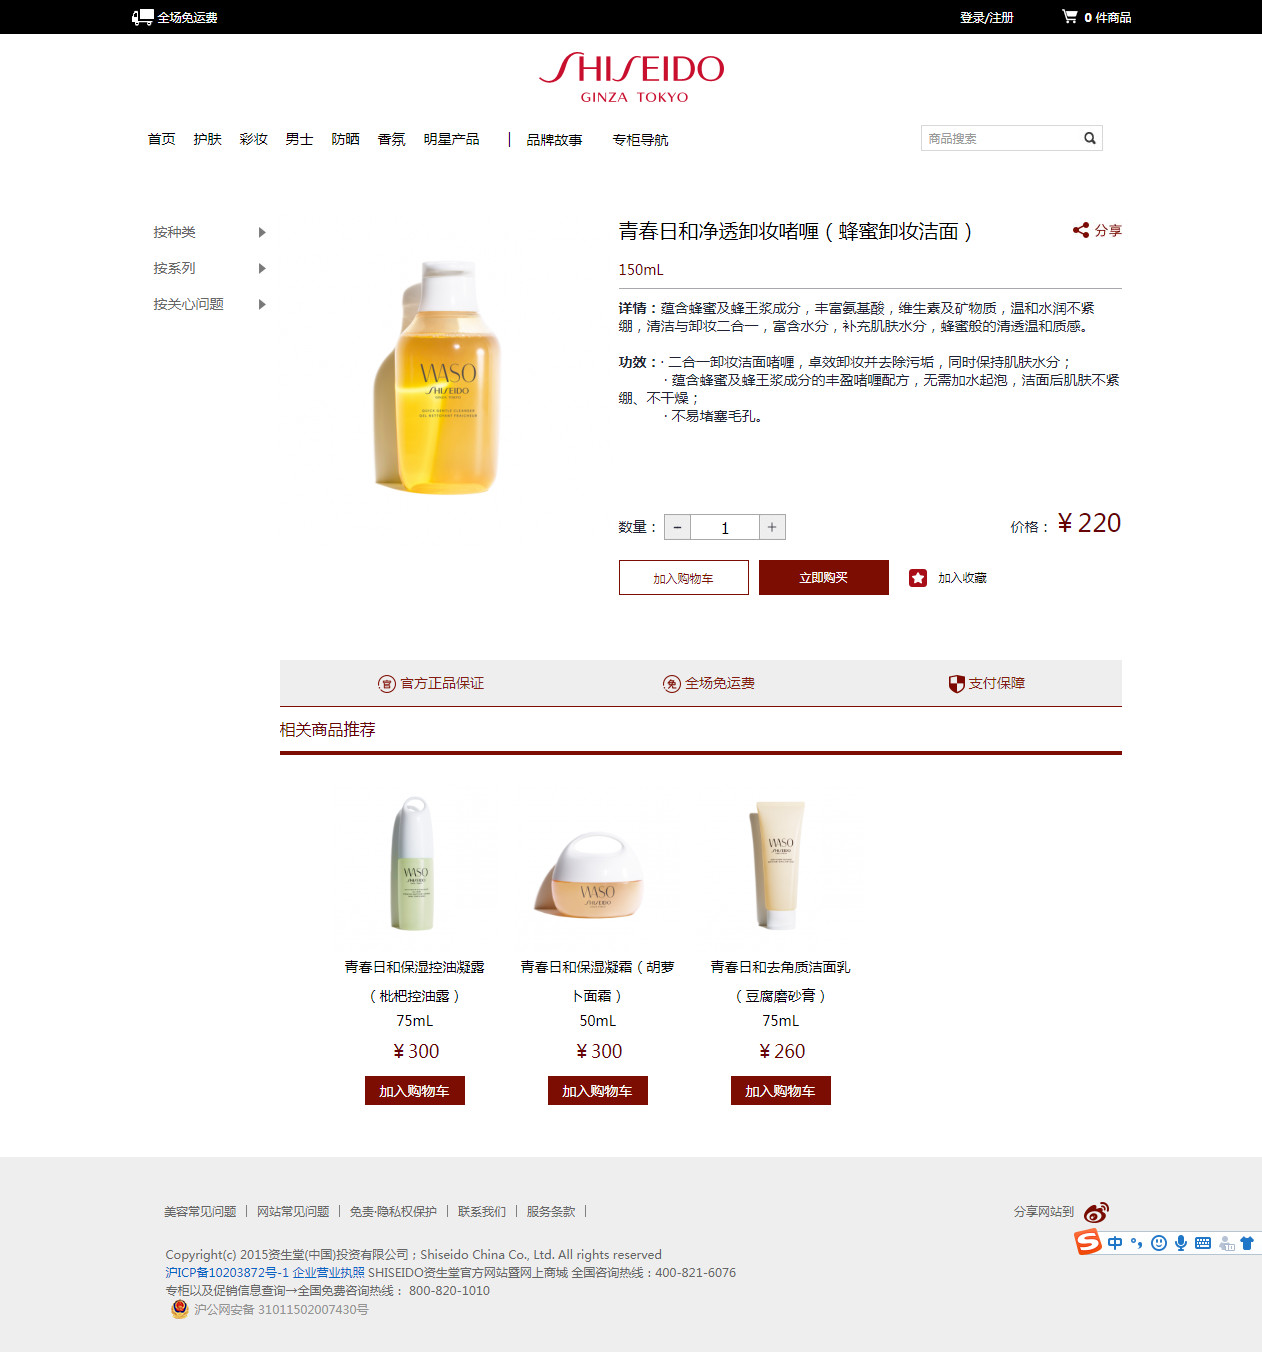 全场免运费
登录/注册
0 件商品
SHISEIDO
GINZA TOKYO
首页 护肤 彩妆 男士 防晒 香氛 明星产品 | 品牌故事 专柜导航
商品搜索
按种类
按系列
按关心问题
WASO
SHISEIDO
GINZA TOKYO
QUICK GENTLE CLEANSER
GEL NETTOYANT FRAÎCHEUR
青春日和净透卸妆啫喱（蜂蜜卸妆洁面）
分享
150mL
详情：蕴含蜂蜜及蜂王浆成分，丰富氨基酸，维生素及矿物质，温和水润不紧
绷，清洁与卸妆二合一，富含水分，补充肌肤水分，蜂蜜般的清透温和质感。
功效：· 二合一卸妆洁面啫喱，卓效卸妆并去除污垢，同时保持肌肤水分；
· 蕴含蜂蜜及蜂王浆成分的丰盈啫喱配方，无需加水起泡，洁面后肌肤不紧
绷、不干燥；
· 不易堵塞毛孔。
数量： - 1 +
价格： ¥ 220
加入购物车
立即购买
加入收藏
官 官方正品保证
免 全场免运费
支付保障
相关商品推荐
WASO
SHISEIDO
WASO
SHISEIDO
WASO
SHISEIDO
青春日和保湿控油凝露
（枇杷控油露）
75mL
¥ 300
加入购物车
青春日和保湿凝霜（胡萝
卜面霜）
50mL
¥ 300
加入购物车
青春日和去角质洁面乳
（豆腐磨砂膏）
75mL
¥ 260
加入购物车
美容常见问题 | 网站常见问题 | 免责·隐私权保护 | 联系我们 | 服务条款 |
分享网站到
S 中 °,
Copyright(c) 2015资生堂(中国)投资有限公司；Shiseido China Co., Ltd. All rights reserved
沪ICP备10203872号-1 企业营业执照 SHISEIDO资生堂官方网站暨网上商城 全国咨询热线：400-821-6076
专柜以及促销信息查询→全国免费咨询热线： 800-820-1010
沪公网安备 31011502007430号